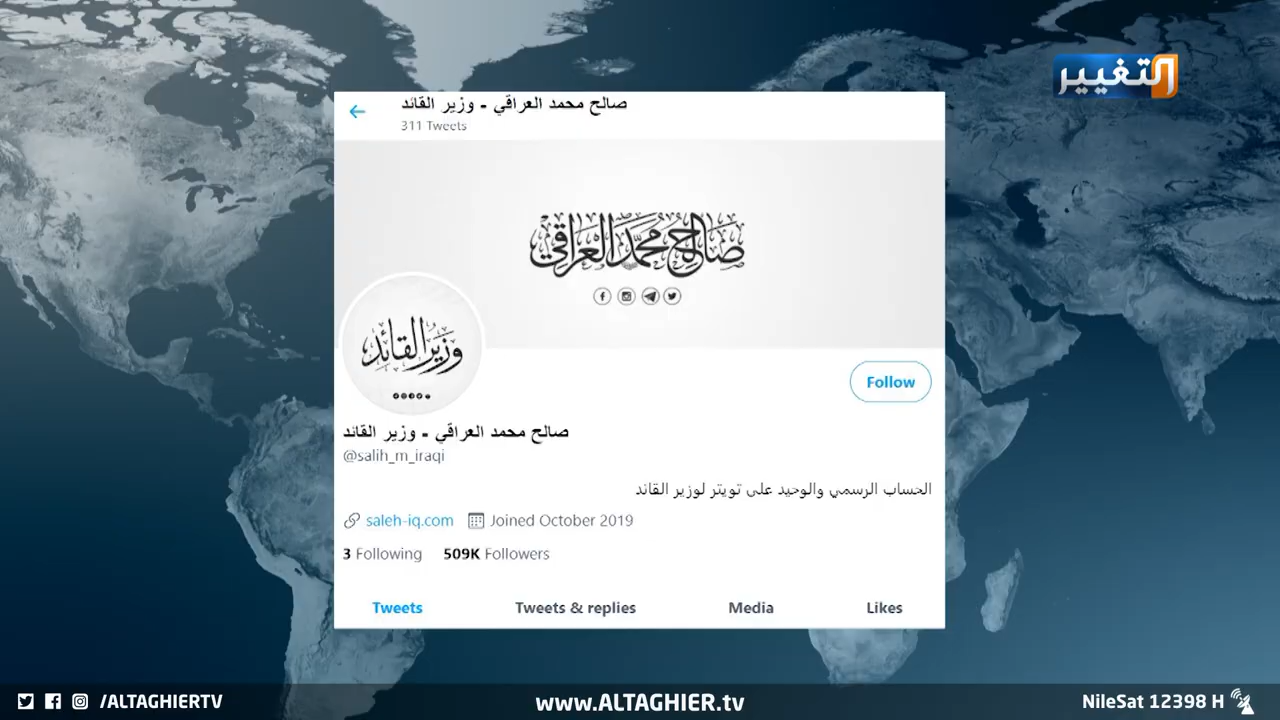 التغيير
صالح محمد العراقي - وزير القائد
311 Tweets
صالح محمد العراقي
وزير القائد
Follow
صالح محمد العراقي - وزير القائد
@salih_m_iraqi
الحساب الرسمي والوحيد على تويتر لوزير القائد
saleh-iq.com Joined October 2019
3 Following 509K Followers
Tweets Tweets & replies Media Likes
/ALTAGHIERTV www.ALTAGHIER.tv NileSat 12398 H